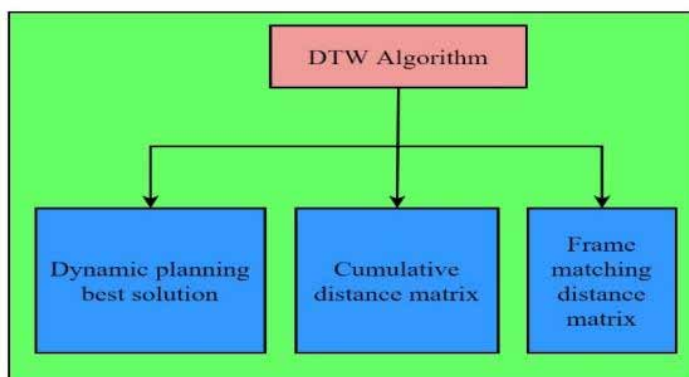 DTW Algorithm
Dynamic planning
best solution
Cumulative
distance matrix
Frame
matching
distance
matrix